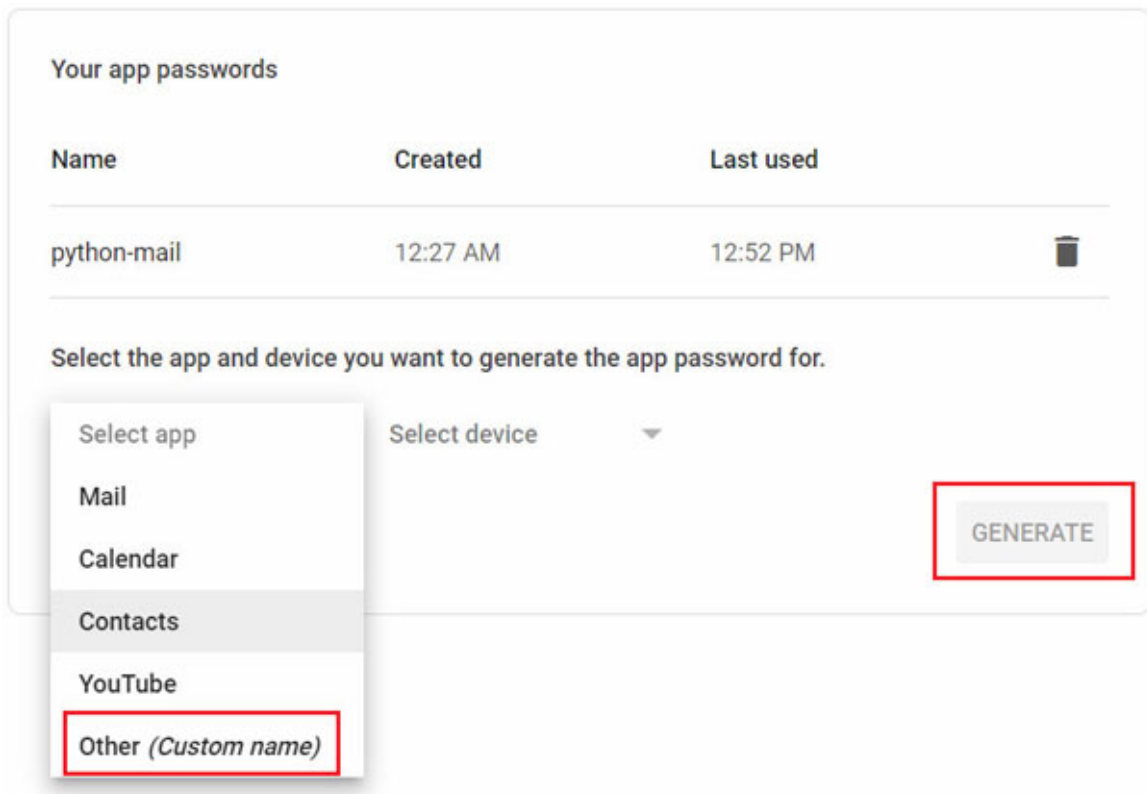 Your app passwords
Name Created Last used
python-mail 12:27 AM 12:52 PM
Select the app and device you want to generate the app password for.
Select app Select device
Mail
Calendar
GENERATE
Contacts
YouTube
Other (Custom name)